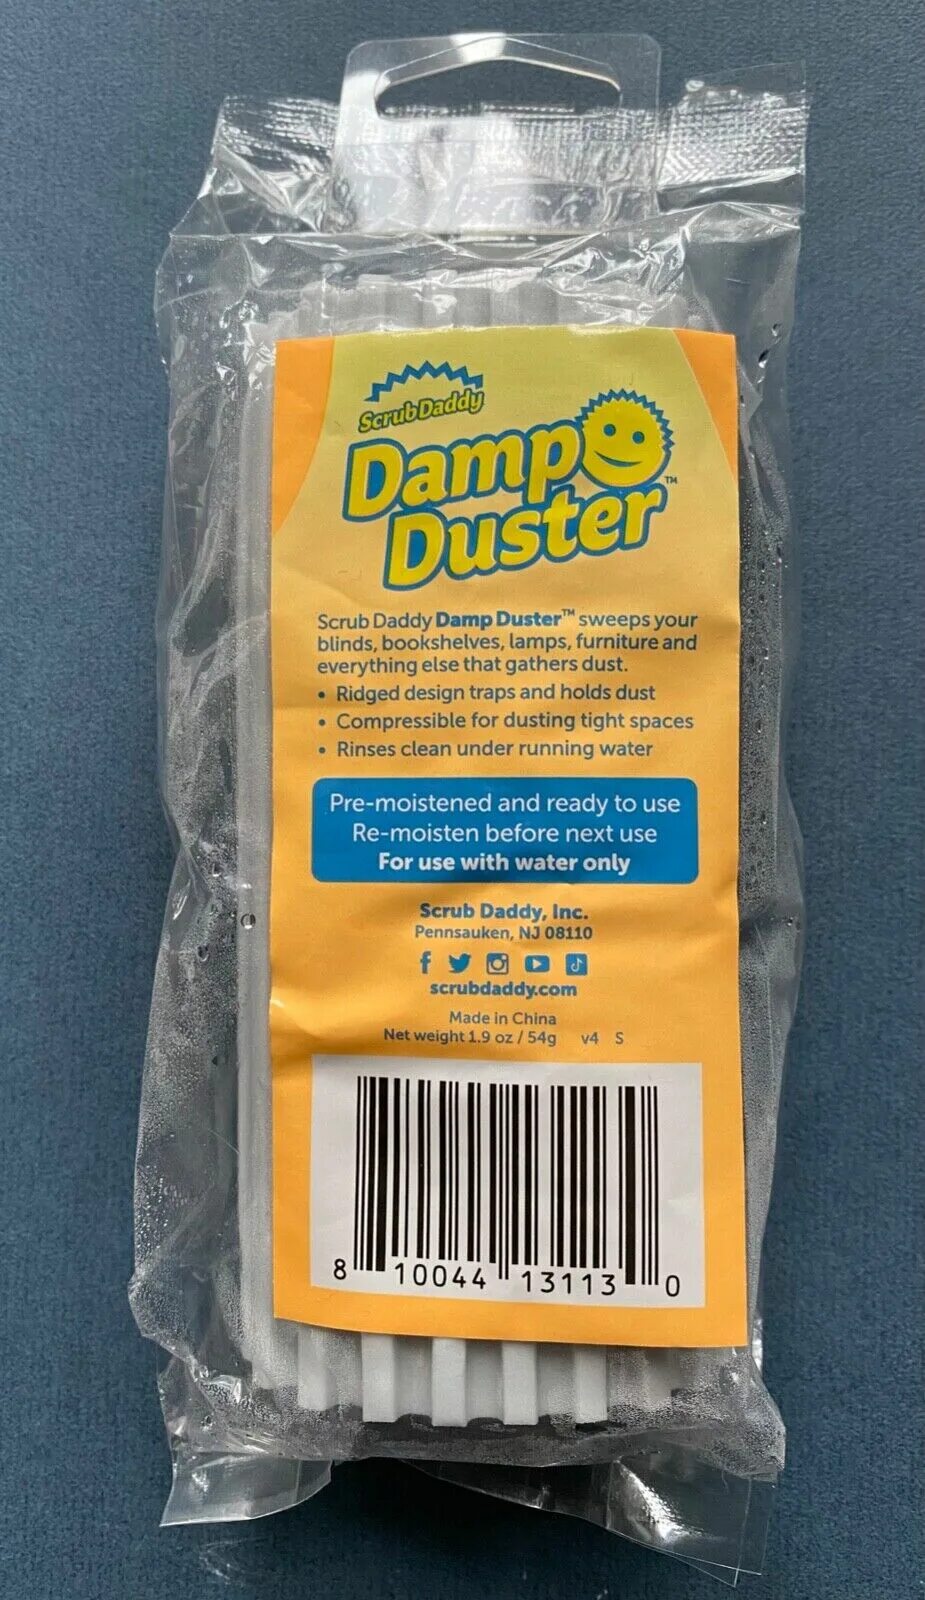 Scrub Daddy
Damp
Duster™
Scrub Daddy Damp Duster™ sweeps your
blinds, bookshelves, lamps, furniture and
everything else that gathers dust.
• Ridged design traps and holds dust
• Compressible for dusting tight spaces
• Rinses clean under running water
Pre-moistened and ready to use
Re-moisten before next use
For use with water only
Scrub Daddy, Inc.
Pennsauken, NJ 08110
scrubdaddy.com
Made in China
Net weight 1.9 oz / 54g v4 S
8 10044 13113 0